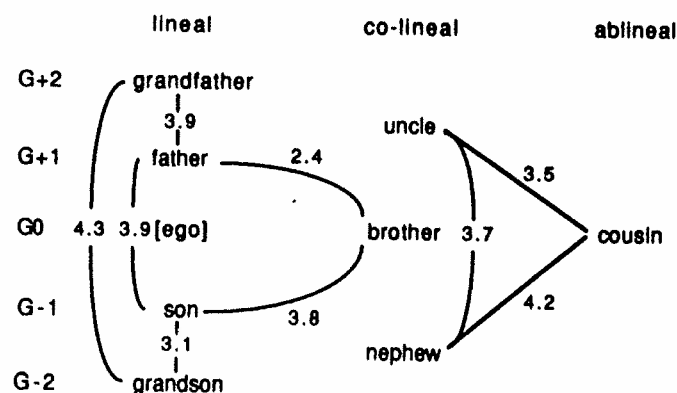 lineal co-lineal ablineal
G+2 grandfather
3.9
uncle
G+1 father 2.4
3.5
G0 4.3 3.9 [ego] brother 3.7 cousin
G-1 son 3.8 4.2
3.1
nephew
G-2 grandson